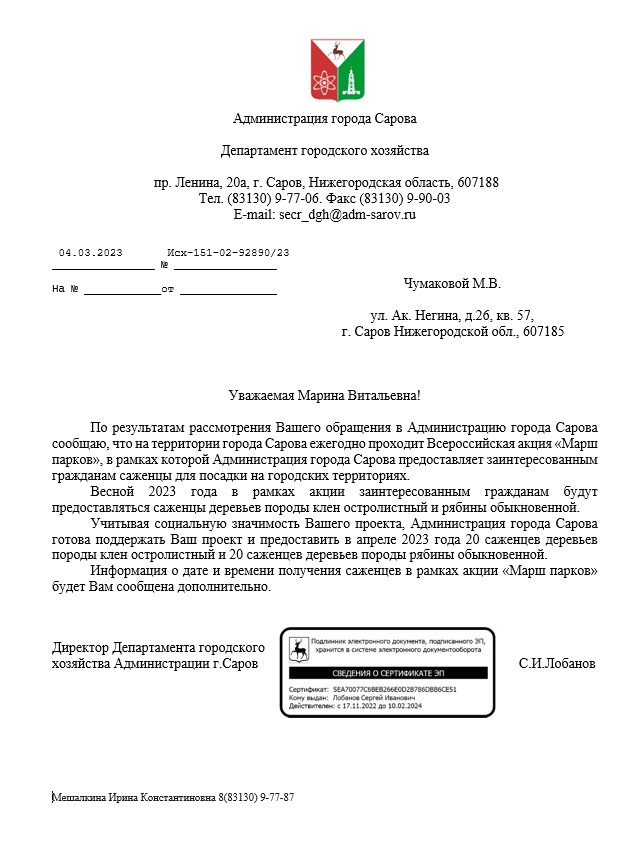 Администрация города Сарова
Департамент городского хозяйства
пр. Ленина, 20а, г. Саров, Нижегородская область, 607188
Тел. (83130) 9-77-06. Факс (83130) 9-90-03
E-mail: secr_dgh@adm-sarov.ru
04.03.2023 Исх-151-02-92890/23
________________ № ________________
На № ____________от _______________
Чумаковой М.В.
ул. Ак. Негина, д.26, кв. 57,
г. Саров Нижегородской обл., 607185
Уважаемая Марина Витальевна!
По результатам рассмотрения Вашего обращения в Администрацию города Сарова
сообщаю, что на территории города Сарова ежегодно проходит Всероссийская акция «Марш
парков», в рамках которой Администрация города Сарова предоставляет заинтересованным
гражданам саженцы для посадки на городских территориях.
Весной 2023 года в рамках акции заинтересованным гражданам будут
предоставляться саженцы деревьев породы клен остролистный и рябины обыкновенной.
Учитывая социальную значимость Вашего проекта, Администрация города Сарова
готова поддержать Ваш проект и предоставить в апреле 2023 года 20 саженцев деревьев
породы клен остролистный и 20 саженцев деревьев породы рябины обыкновенной.
Информация о дате и времени получения саженцев в рамках акции «Марш парков»
будет Вам сообщена дополнительно.
Директор Департамента городского
хозяйства Администрации г.Саров
Подлинник электронного документа, подписанного ЭП,
хранится в системе электронного документооборота
СВЕДЕНИЯ О СЕРТИФИКАТЕ ЭП
Сертификат: 5EA70077C6BEB266E0D2B786DBB6CE51
Кому выдан: Лобанов Сергей Иванович
Действителен: с 17.11.2022 до 10.02.2024
С.И.Лобанов
Мешалкина Ирина Константиновна 8(83130) 9-77-87